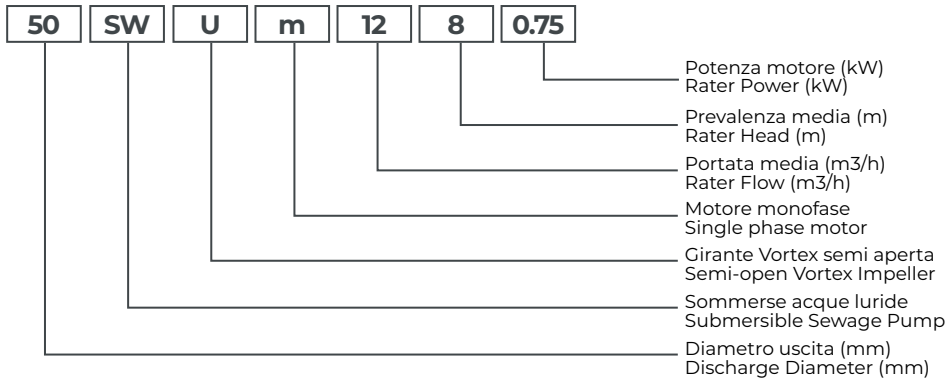 50 SW U m 12 8 0.75
Potenza motore (kW)
Rater Power (kW)
Prevalenza media (m)
Rater Head (m)
Portata media (m3/h)
Rater Flow (m3/h)
Motore monofase
Single phase motor
Girante Vortex semi aperta
Semi-open Vortex Impeller
Sommerse acque luride
Submersible Sewage Pump
Diametro uscita (mm)
Discharge Diameter (mm)